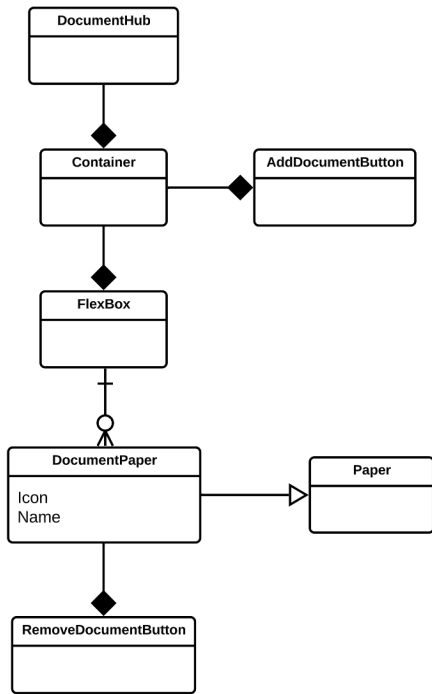 DocumentHub
Container
AddDocumentButton
FlexBox
DocumentPaper
Icon
Name
Paper
RemoveDocumentButton